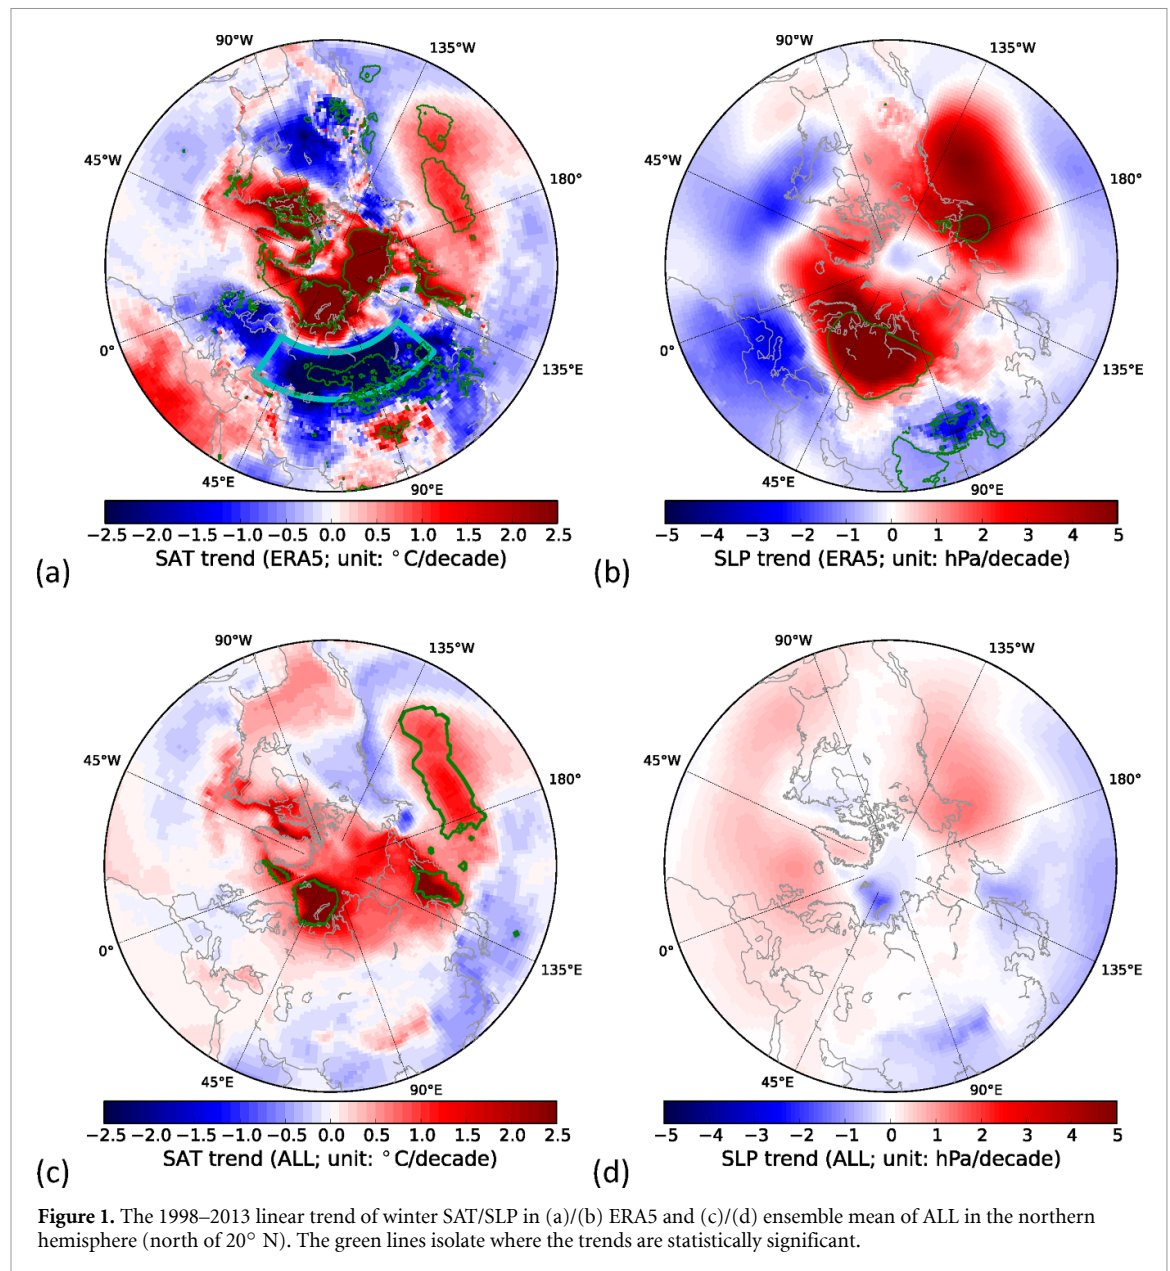 90°W
135°W
45°W
180°
0°
135°E
45°E
90°E
−2.5 −2.0 −1.5 −1.0 −0.5 0.0 0.5 1.0 1.5 2.0 2.5
SAT trend (ERA5; unit: °C/decade)
(a)
90°W
135°W
45°W
180°
0°
135°E
45°E
90°E
−5 −4 −3 −2 −1 0 1 2 3 4 5
SLP trend (ERA5; unit: hPa/decade)
(b)
90°W
135°W
45°W
180°
0°
135°E
45°E
90°E
−2.5 −2.0 −1.5 −1.0 −0.5 0.0 0.5 1.0 1.5 2.0 2.5
SAT trend (ALL; unit: °C/decade)
(c)
90°W
135°W
45°W
180°
0°
135°E
45°E
90°E
−5 −4 −3 −2 −1 0 1 2 3 4 5
SLP trend (ALL; unit: hPa/decade)
(d)
Figure 1. The 1998–2013 linear trend of winter SAT/SLP in (a)/(b) ERA5 and (c)/(d) ensemble mean of ALL in the northern
hemisphere (north of 20° N). The green lines isolate where the trends are statistically significant.